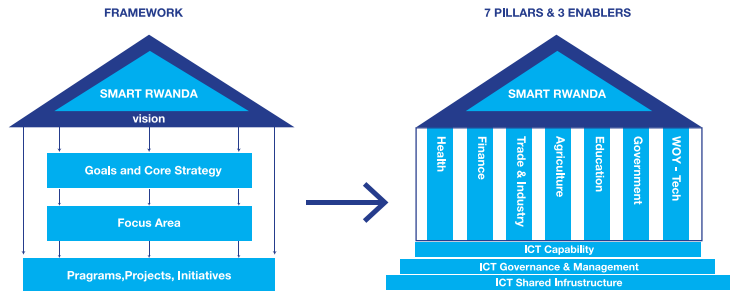 FRAMEWORK
SMART RWANDA
vision
Goals and Core Strategy
Focus Area
Pragrams,Projects, Initiatives
7 PILLARS & 3 ENABLERS
SMART RWANDA
Health
Finance
Trade & Industry
Agriculture
Education
Government
WOY - Tech
ICT Capability
ICT Governance & Management
ICT Shared Infrustructure